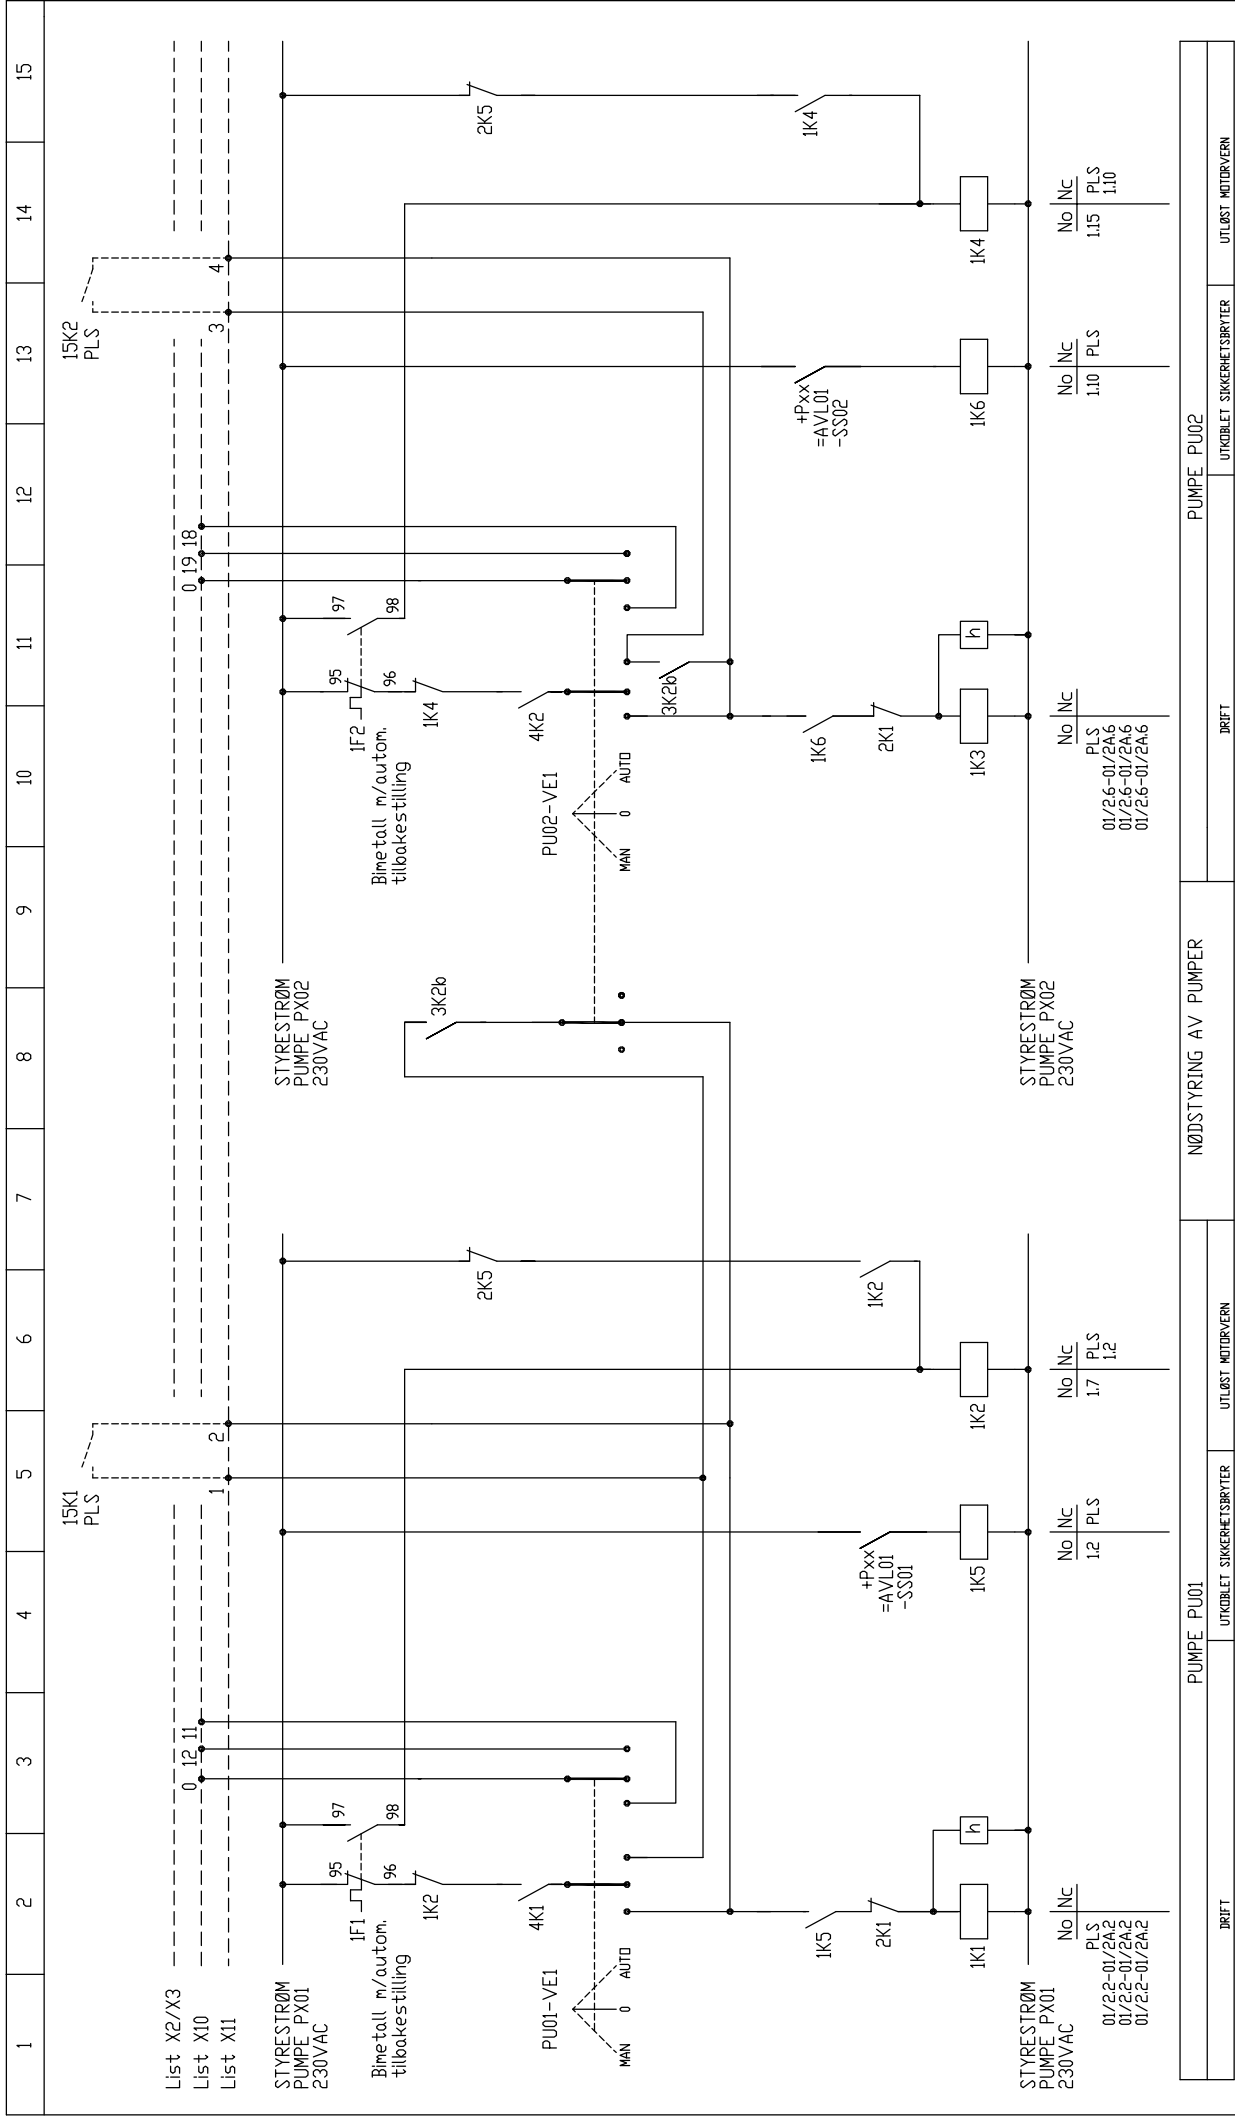 1 2 3 4 5 6 7 8 9 10 11 12 13 14 15
List X2/X3
List X10
List X11
15K1
PLS
15K2
PLS
0 12 11
1 2
0 19 18
3 4
STYRESTRØM
PUMPE PX01
230VAC
1F1
95
96
97
98
Bimetall m/autom.
tilbakestilling
1K2
4K1
PU01-VE1
MAN 0 AUTO
1K5
2K1
1K1
h
+Pxx
=AVL01
-SS01
1K5
2K5
1K2
1K2
STYRESTRØM
PUMPE PX01
230VAC
No Nc
PLS
01/2.2-01/2A.2
01/2.2-01/2A.2
01/2.2-01/2A.2
No Nc
1.2 PLS
No Nc
1.7 PLS
1.2
3K2b
STYRESTRØM
PUMPE PX02
230VAC
1F2
95
96
97
98
Bimetall m/autom.
tilbakestilling
1K4
4K2
PU02-VE1
MAN 0 AUTO
3K2b
1K6
2K1
1K3
h
+Pxx
=AVL01
-SS02
1K6
2K5
1K4
1K4
STYRESTRØM
PUMPE PX02
230VAC
No Nc
PLS
01/2.6-01/2A.6
01/2.6-01/2A.6
01/2.6-01/2A.6
No Nc
1.10 PLS
No Nc
1.15 PLS
1.10
PUMPE PU01
NØDSTYRING AV PUMPER
PUMPE PU02
DRIFT
UTKOBLET SIKKERHETSBRYTER
UTLØST MOTORVERN
DRIFT
UTKOBLET SIKKERHETSBRYTER
UTLØST MOTORVERN